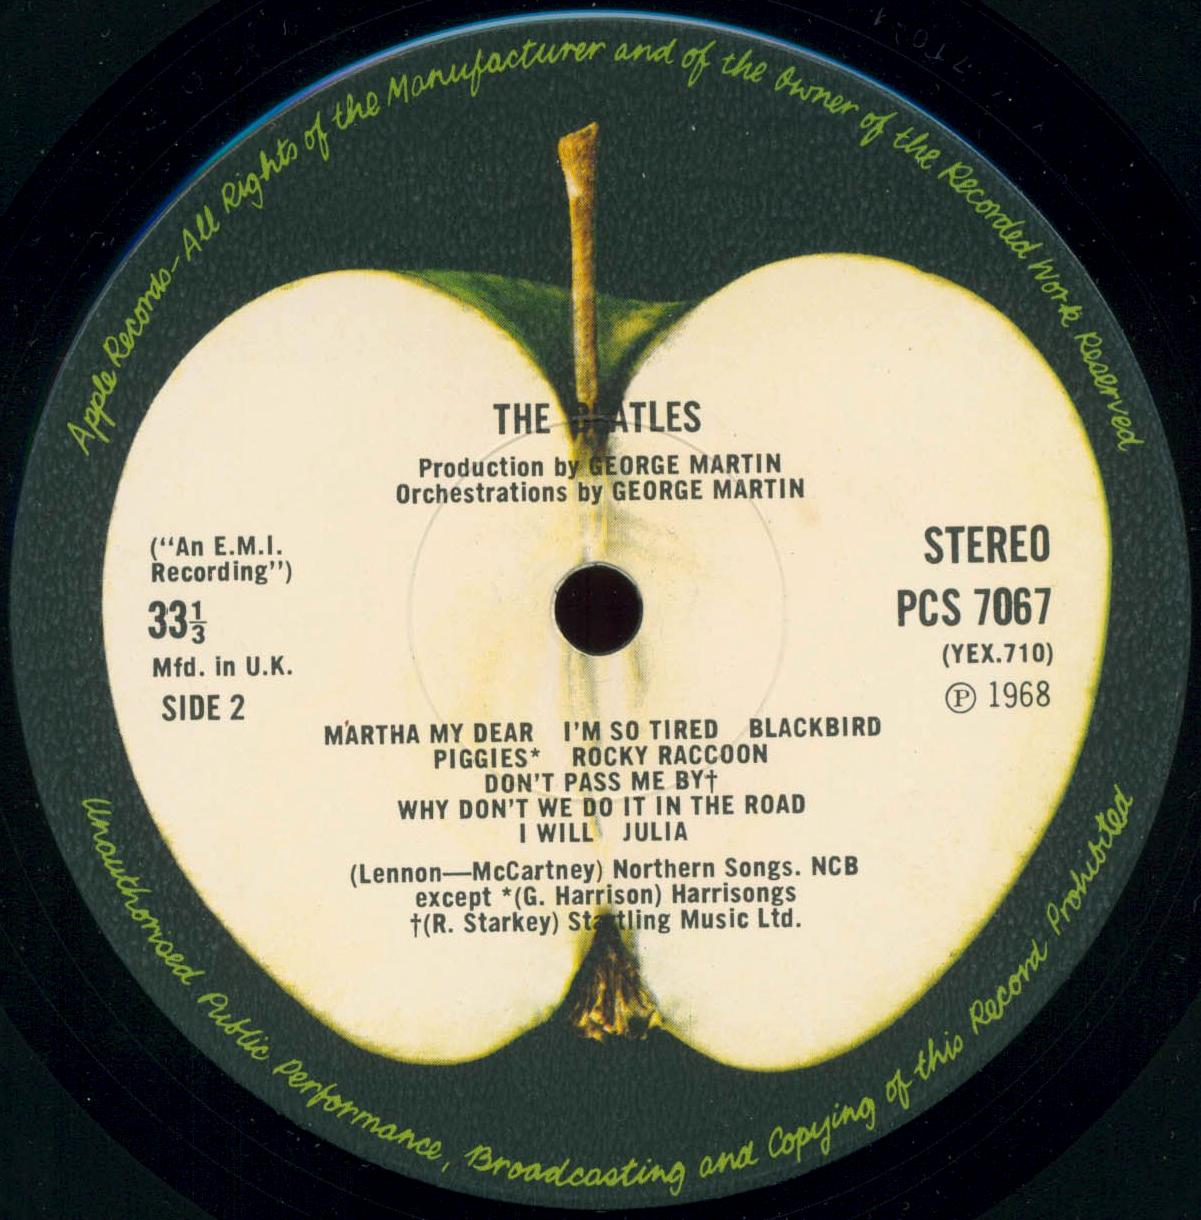 Apple Records—All Rights of the Manufacturer and of the Owner of the Recorded Work Reserved
THE BEATLES
Production by GEORGE MARTIN
Orchestrations by GEORGE MARTIN
("An E.M.I.
Recording")
33⅓
Mfd. in U.K.
SIDE 2
STEREO
PCS 7067
(YEX.710)
℗ 1968
MARTHA MY DEAR I'M SO TIRED BLACKBIRD
PIGGIES* ROCKY RACCOON
DON'T PASS ME BY†
WHY DON'T WE DO IT IN THE ROAD
I WILL JULIA
(Lennon—McCartney) Northern Songs. NCB
except *(G. Harrison) Harrisongs
†(R. Starkey) Startling Music Ltd.
Unauthorised Public Performance, Broadcasting and Copying of this Record Prohibited